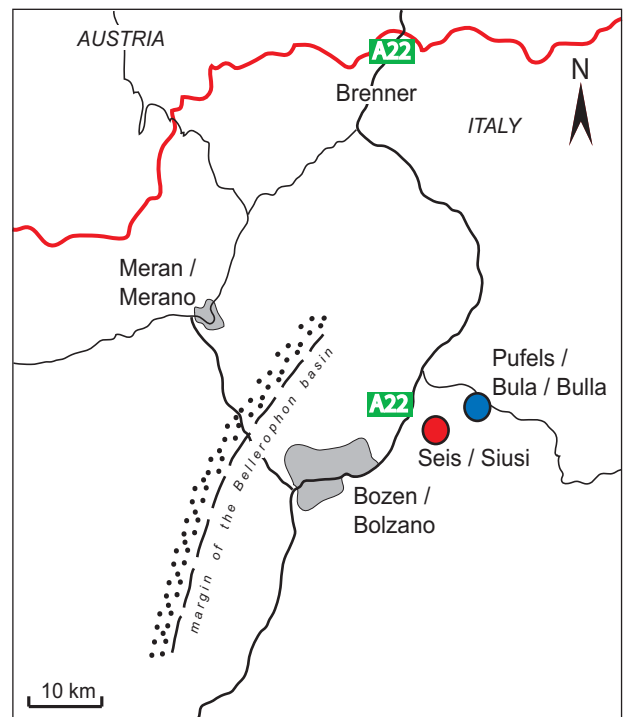 AUSTRIA
A22
Brenner
N
ITALY
Meran /
Merano
Pufels /
Bula / Bulla
A22
Seis / Siusi
margin of the Bellerophon basin
Bozen /
Bolzano
10 km